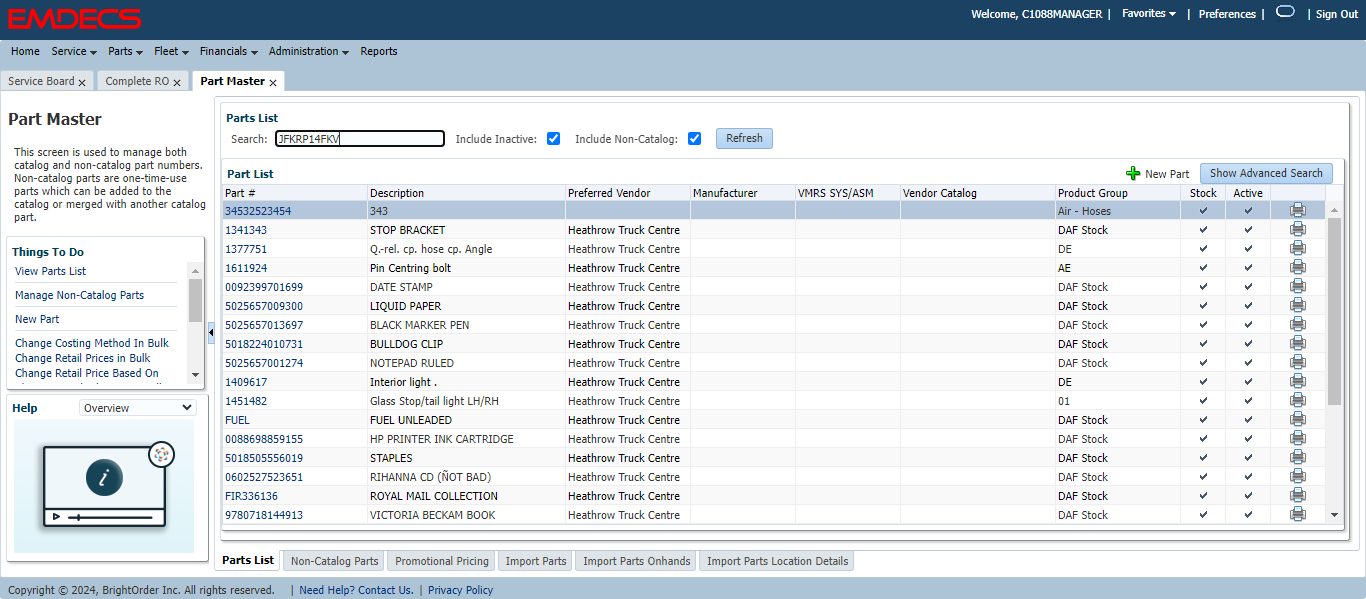 EMDECS
Welcome, C1088MANAGER | Favorites | Preferences | | Sign Out
Home Service Parts Fleet Financials Administration Reports
Service Board x Complete RO x Part Master x
Part Master
This screen is used to manage both
catalog and non-catalog part numbers.
Non-catalog parts are one-time-use
parts which can be added to the
catalog or merged with another catalog
part.
Things To Do
View Parts List
Manage Non-Catalog Parts
New Part
Change Costing Method In Bulk
Change Retail Prices in Bulk
Change Retail Price Based On
Help Overview
i
Parts List
Search: JFKRP14FKV Include Inactive: Include Non-Catalog: Refresh
Part List New Part Show Advanced Search
Part # Description Preferred Vendor Manufacturer VMRS SYS/ASM Vendor Catalog Product Group Stock Active
34532523454 343 Air - Hoses
1341343 STOP BRACKET Heathrow Truck Centre DAF Stock
1377751 Q.-rel. cp. hose cp. Angle Heathrow Truck Centre DE
1611924 Pin Centring bolt Heathrow Truck Centre AE
0092399701699 DATE STAMP Heathrow Truck Centre DAF Stock
5025657009300 LIQUID PAPER Heathrow Truck Centre DAF Stock
5025657013697 BLACK MARKER PEN Heathrow Truck Centre DAF Stock
5018224010731 BULLDOG CLIP Heathrow Truck Centre DAF Stock
5025657001274 NOTEPAD RULED Heathrow Truck Centre DAF Stock
1409617 Interior light . Heathrow Truck Centre DE
1451482 Glass Stop/tail light LH/RH Heathrow Truck Centre 01
FUEL FUEL UNLEADED Heathrow Truck Centre DAF Stock
0088698859155 HP PRINTER INK CARTRIDGE Heathrow Truck Centre DAF Stock
5018505556019 STAPLES Heathrow Truck Centre DAF Stock
0602527523651 RIHANNA CD (ÑOT BAD) Heathrow Truck Centre DAF Stock
FIR336136 ROYAL MAIL COLLECTION Heathrow Truck Centre DAF Stock
9780718144913 VICTORIA BECKAM BOOK Heathrow Truck Centre DAF Stock
Parts List Non-Catalog Parts Promotional Pricing Import Parts Import Parts Onhands Import Parts Location Details
Copyright © 2024, BrightOrder Inc. All rights reserved. | Need Help? Contact Us. | Privacy Policy